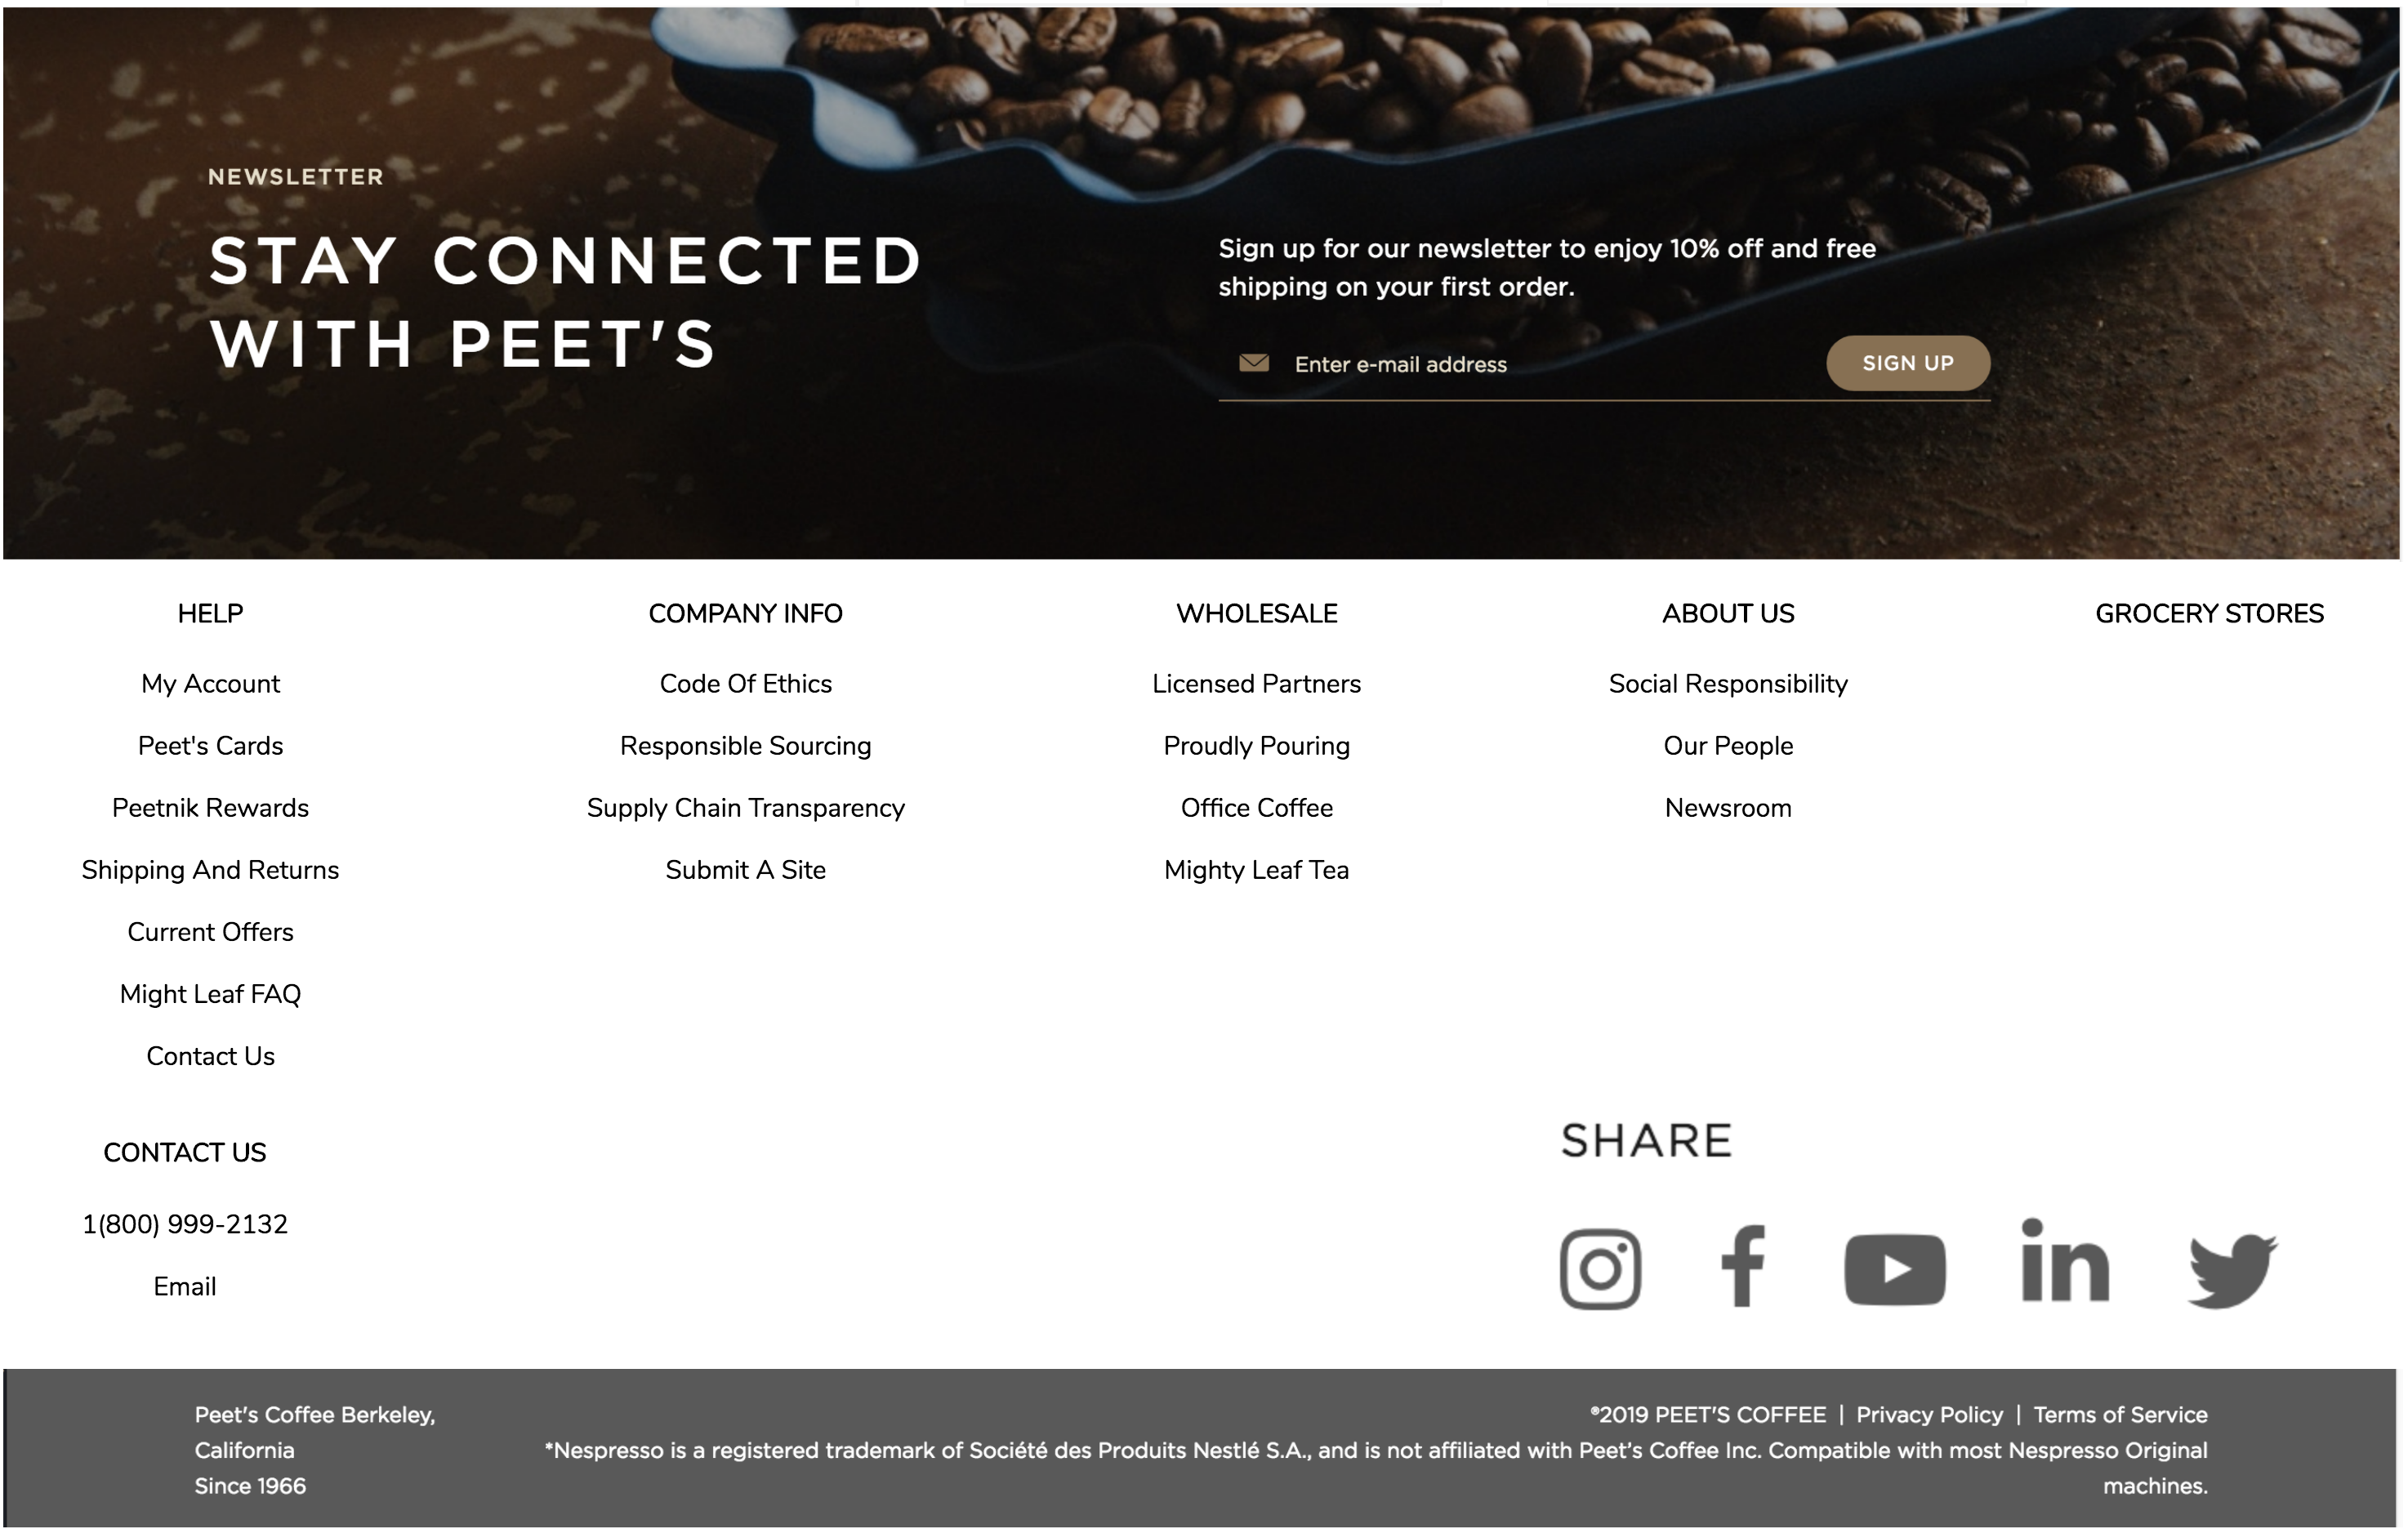 NEWSLETTER
STAY CONNECTED
WITH PEET'S
Sign up for our newsletter to enjoy 10% off and free
shipping on your first order.
Enter e-mail address
SIGN UP
HELP
My Account
Peet's Cards
Peetnik Rewards
Shipping And Returns
Current Offers
Might Leaf FAQ
Contact Us
COMPANY INFO
Code Of Ethics
Responsible Sourcing
Supply Chain Transparency
Submit A Site
WHOLESALE
Licensed Partners
Proudly Pouring
Office Coffee
Mighty Leaf Tea
ABOUT US
Social Responsibility
Our People
Newsroom
GROCERY STORES
CONTACT US
1(800) 999-2132
Email
SHARE
Peet's Coffee Berkeley,
California
Since 1966
®2019 PEET'S COFFEE | Privacy Policy | Terms of Service
*Nespresso is a registered trademark of Société des Produits Nestlé S.A., and is not affiliated with Peet's Coffee Inc. Compatible with most Nespresso Original
machines.